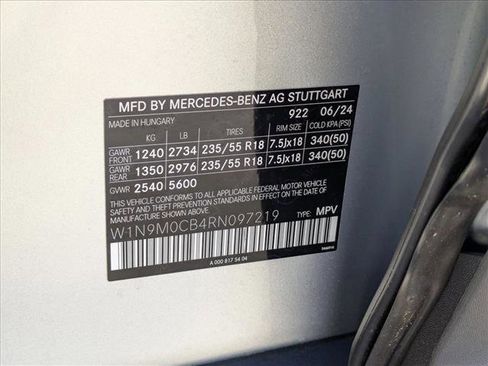 MFD BY MERCEDES-BENZ AG STUTTGART
MADE IN HUNGARY 922 06/24
KG LB TIRES RIM SIZE COLD KPA (PSI)
GAWR FRONT 1240 2734 235/55 R18 7.5Jx18 340(50)
GAWR REAR 1350 2976 235/55 R18 7.5Jx18 340(50)
GVWR 2540 5600
THIS VEHICLE CONFORMS TO ALL APPLICABLE FEDERAL MOTOR VEHICLE
SAFETY STANDARDS IN EFFECT ON THE DATE OF MANUFACTURE SHOWN ABOVE.
W1N9M0CB4RN097219 TYPE: MPV
A 000 817 54 04